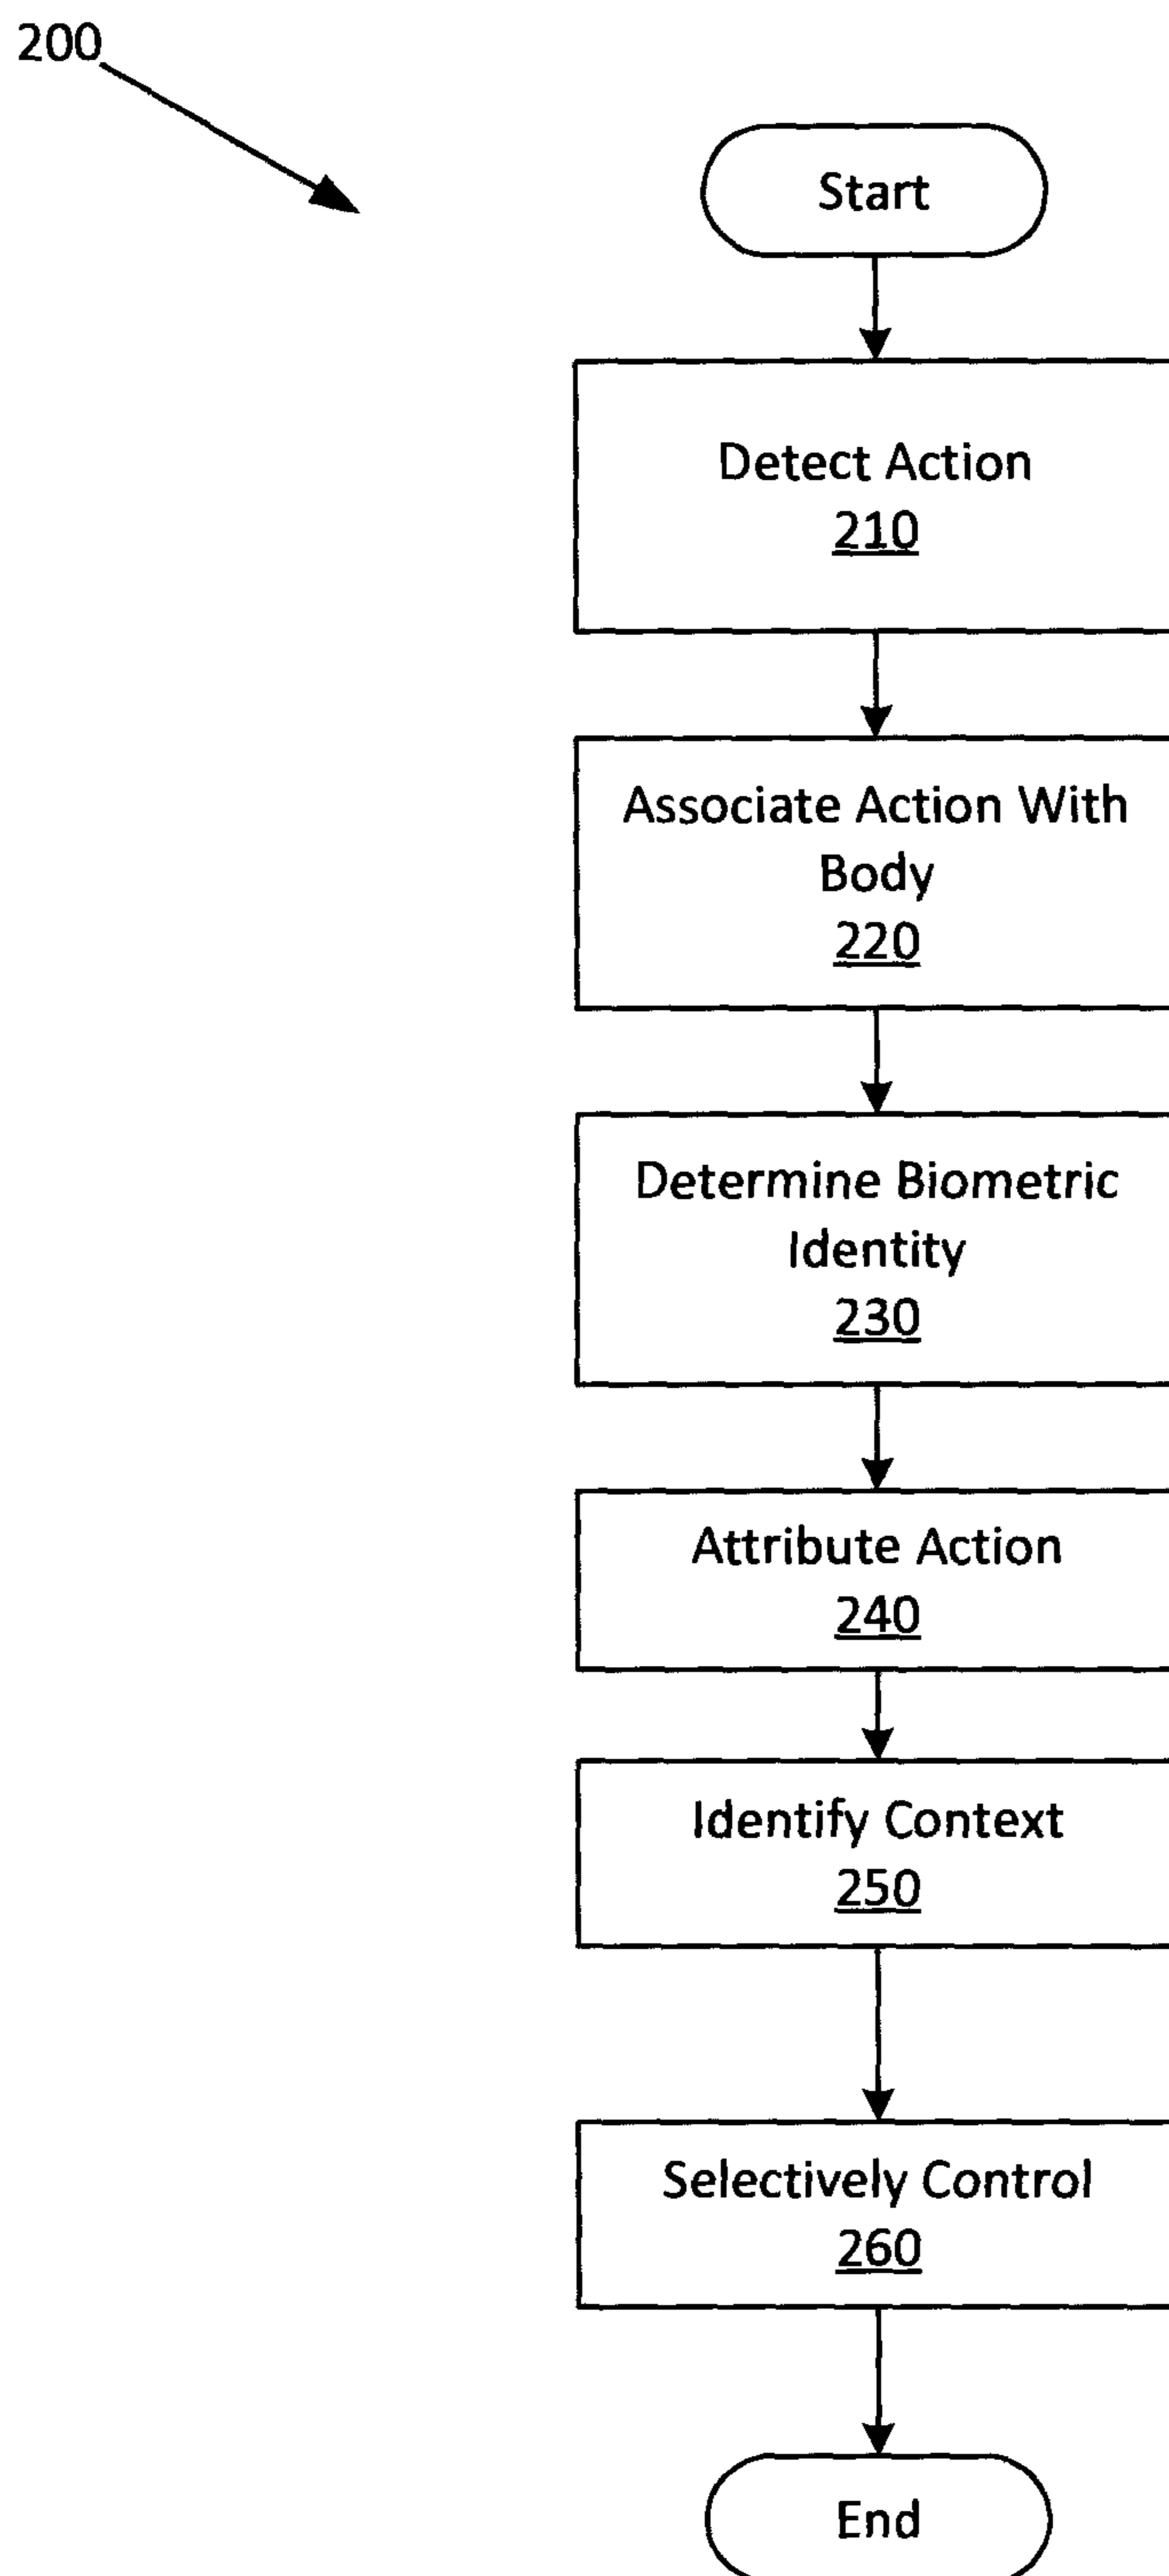 200
Start
Detect Action
210
Associate Action With
Body
220
Determine Biometric
Identity
230
Attribute Action
240
Identify Context
250
Selectively Control
260
End